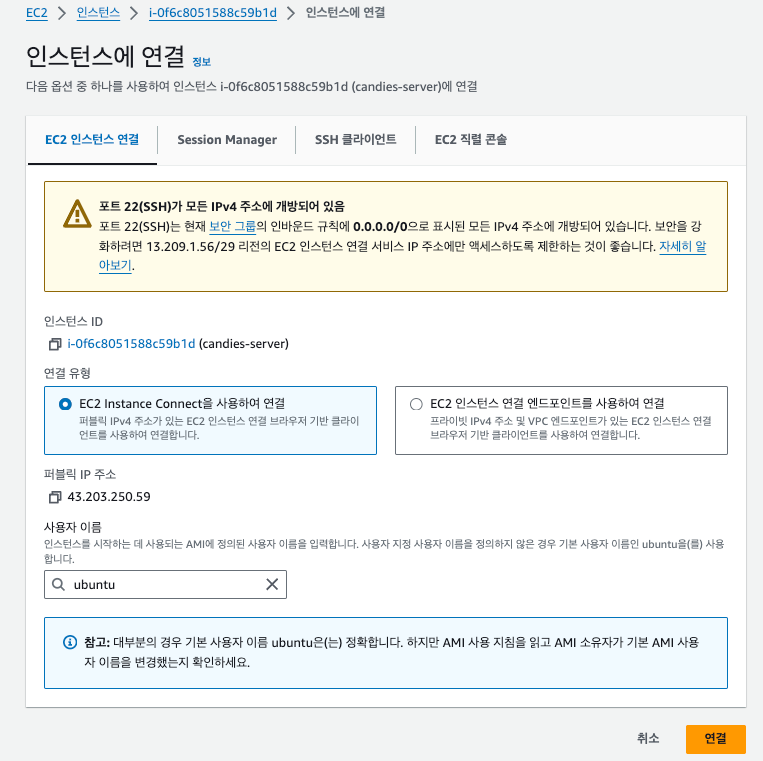 EC2 > 인스턴스 > i-0f6c8051588c59b1d > 인스턴스에 연결
인스턴스에 연결 정보
다음 옵션 중 하나를 사용하여 인스턴스 i-0f6c8051588c59b1d (candies-server)에 연결
EC2 인스턴스 연결 Session Manager SSH 클라이언트 EC2 직렬 콘솔
포트 22(SSH)가 모든 IPv4 주소에 개방되어 있음
포트 22(SSH)는 현재 보안 그룹의 인바운드 규칙에 0.0.0.0/0으로 표시된 모든 IPv4 주소에 개방되어 있습니다. 보안을 강
화하려면 13.209.1.56/29 리전의 EC2 인스턴스 연결 서비스 IP 주소에만 액세스하도록 제한하는 것이 좋습니다. 자세히 알
아보기.
인스턴스 ID
i-0f6c8051588c59b1d (candies-server)
연결 유형
EC2 Instance Connect을 사용하여 연결
퍼블릭 IPv4 주소가 있는 EC2 인스턴스 연결 브라우저 기반 클라이
언트를 사용하여 연결합니다.
EC2 인스턴스 연결 엔드포인트를 사용하여 연결
프라이빗 IPv4 주소 및 VPC 엔드포인트가 있는 EC2 인스턴스 연결
브라우저 기반 클라이언트를 사용하여 연결합니다.
퍼블릭 IP 주소
43.203.250.59
사용자 이름
인스턴스를 시작하는 데 사용되는 AMI에 정의된 사용자 이름을 입력합니다. 사용자 지정 사용자 이름을 정의하지 않은 경우 기본 사용자 이름인 ubuntu을(를) 사용
합니다.
ubuntu
참고: 대부분의 경우 기본 사용자 이름 ubuntu은(는) 정확합니다. 하지만 AMI 사용 지침을 읽고 AMI 소유자가 기본 AMI 사용
자 이름을 변경했는지 확인하세요.
취소 연결